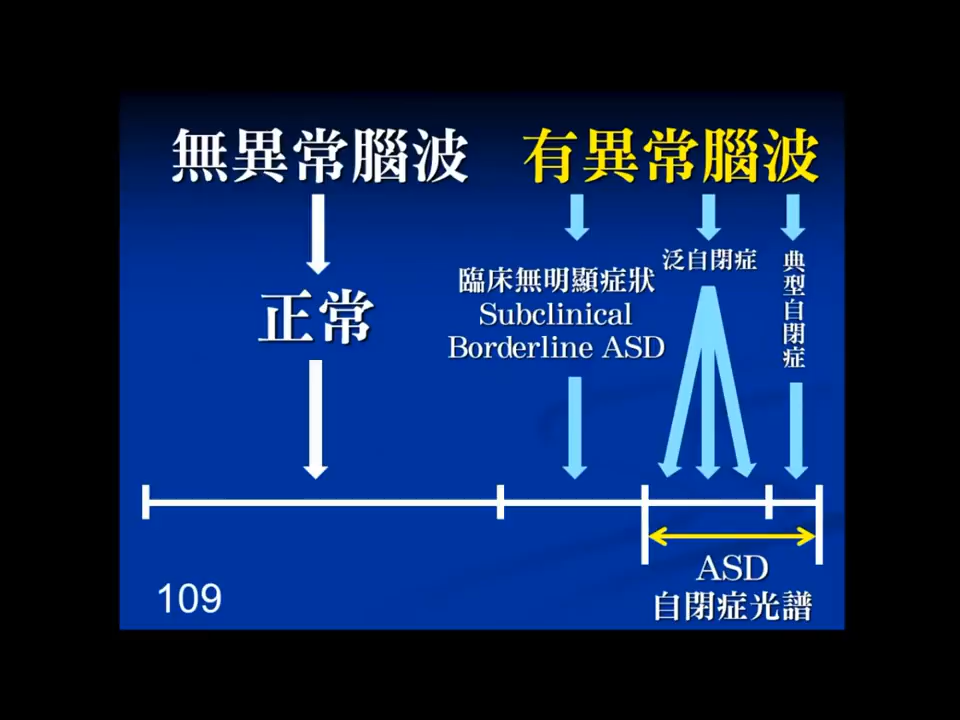 無異常腦波
有異常腦波
正常
臨床無明顯症狀
Subclinical
Borderline ASD
泛自閉症
典型自閉症
ASD
自閉症光譜
109